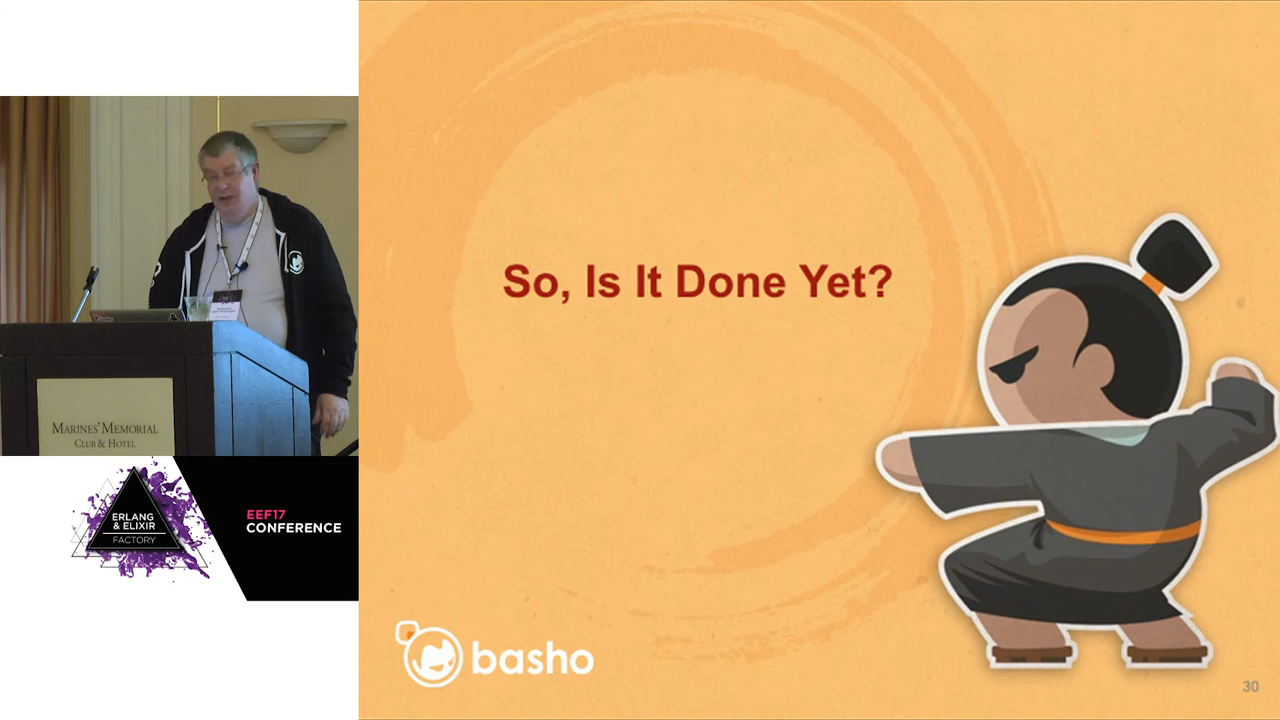 So, Is It Done Yet?
MARINES' MEMORIAL
CLUB & HOTEL
ERLANG
& ELIXIR
FACTORY
EEF17
CONFERENCE
basho
30